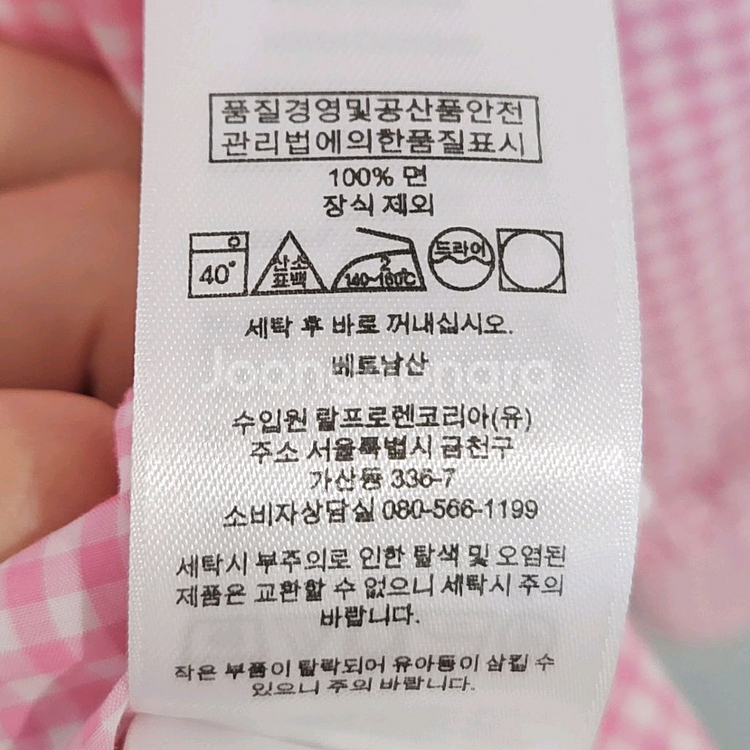 품질경영및공산품안전
관리법에의한품질표시
100% 면
장식 제외
40°
산소
표백
2
140~160℃
드라이
세탁 후 바로 꺼내십시오.
베트남산
Joonggonara
수입원 랄프로렌코리아(유)
주소 서울특별시 금천구
가산동 336-7
소비자상담실 080-566-1199
세탁시 부주의로 인한 탈색 및 오염된
제품은 교환할 수 없으니 세탁시 주의
바랍니다.
작은 부품이 탈락되어 유아등이 삼킬 수
있으니 주의 바랍니다.